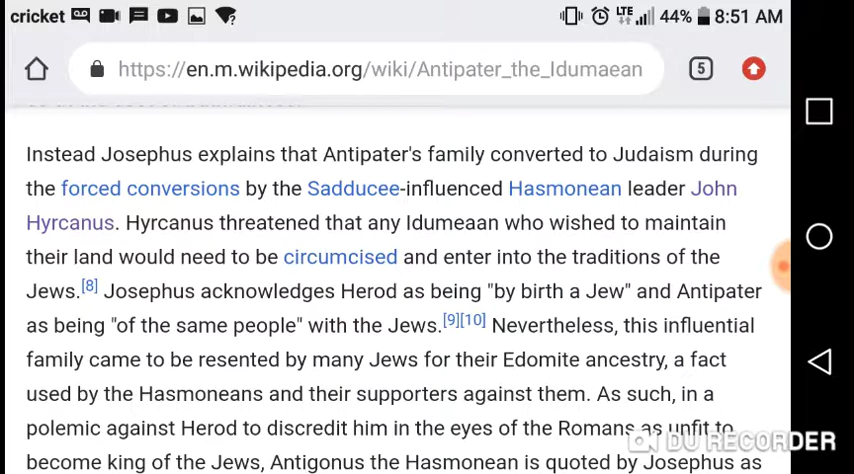 cricket 44% 8:51 AM
LTE
https://en.m.wikipedia.org/wiki/Antipater_the_Idumaean 5
Instead Josephus explains that Antipater's family converted to Judaism during
the forced conversions by the Sadducee-influenced Hasmonean leader John
Hyrcanus. Hyrcanus threatened that any Idumeaan who wished to maintain
their land would need to be circumcised and enter into the traditions of the
Jews.[8] Josephus acknowledges Herod as being "by birth a Jew" and Antipater
as being "of the same people" with the Jews.[9][10] Nevertheless, this influential
family came to be resented by many Jews for their Edomite ancestry, a fact
used by the Hasmoneans and their supporters against them. As such, in a
polemic against Herod to discredit him in the eyes of the Romans as unfit to
DU RECORDER
become king of the Jews, Antigonus the Hasmonean is quoted by Josephus as